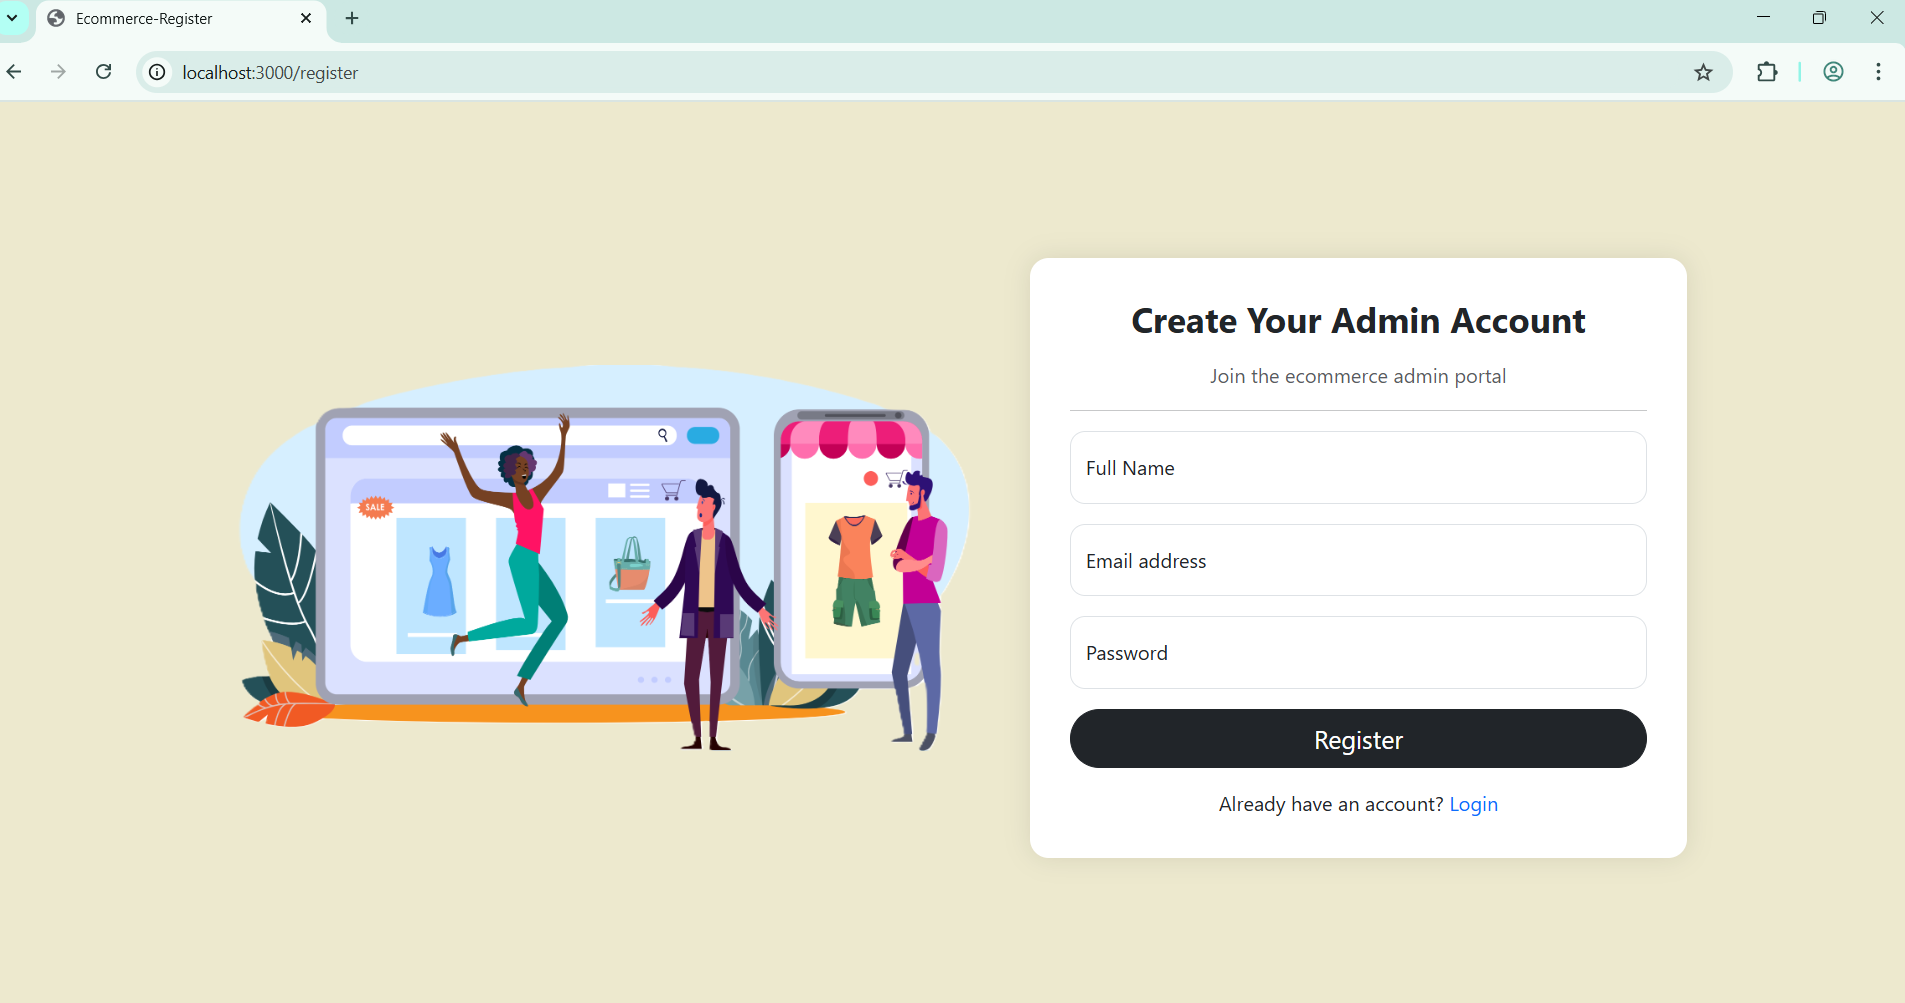 Ecommerce-Register
localhost:3000/register
SALE
Create Your Admin Account
Join the ecommerce admin portal
Full Name
Email address
Password
Register
Already have an account? Login